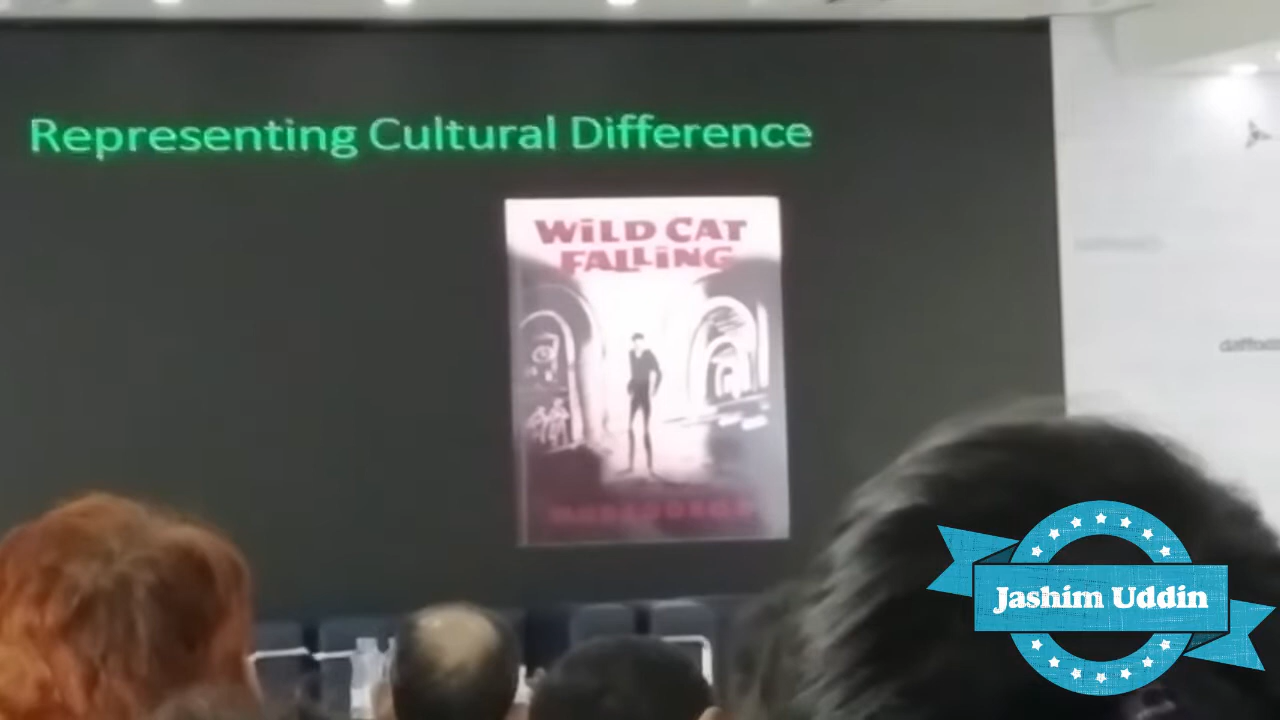 Representing Cultural Difference
WiLD CAT
FALLiNG
Jashim Uddin